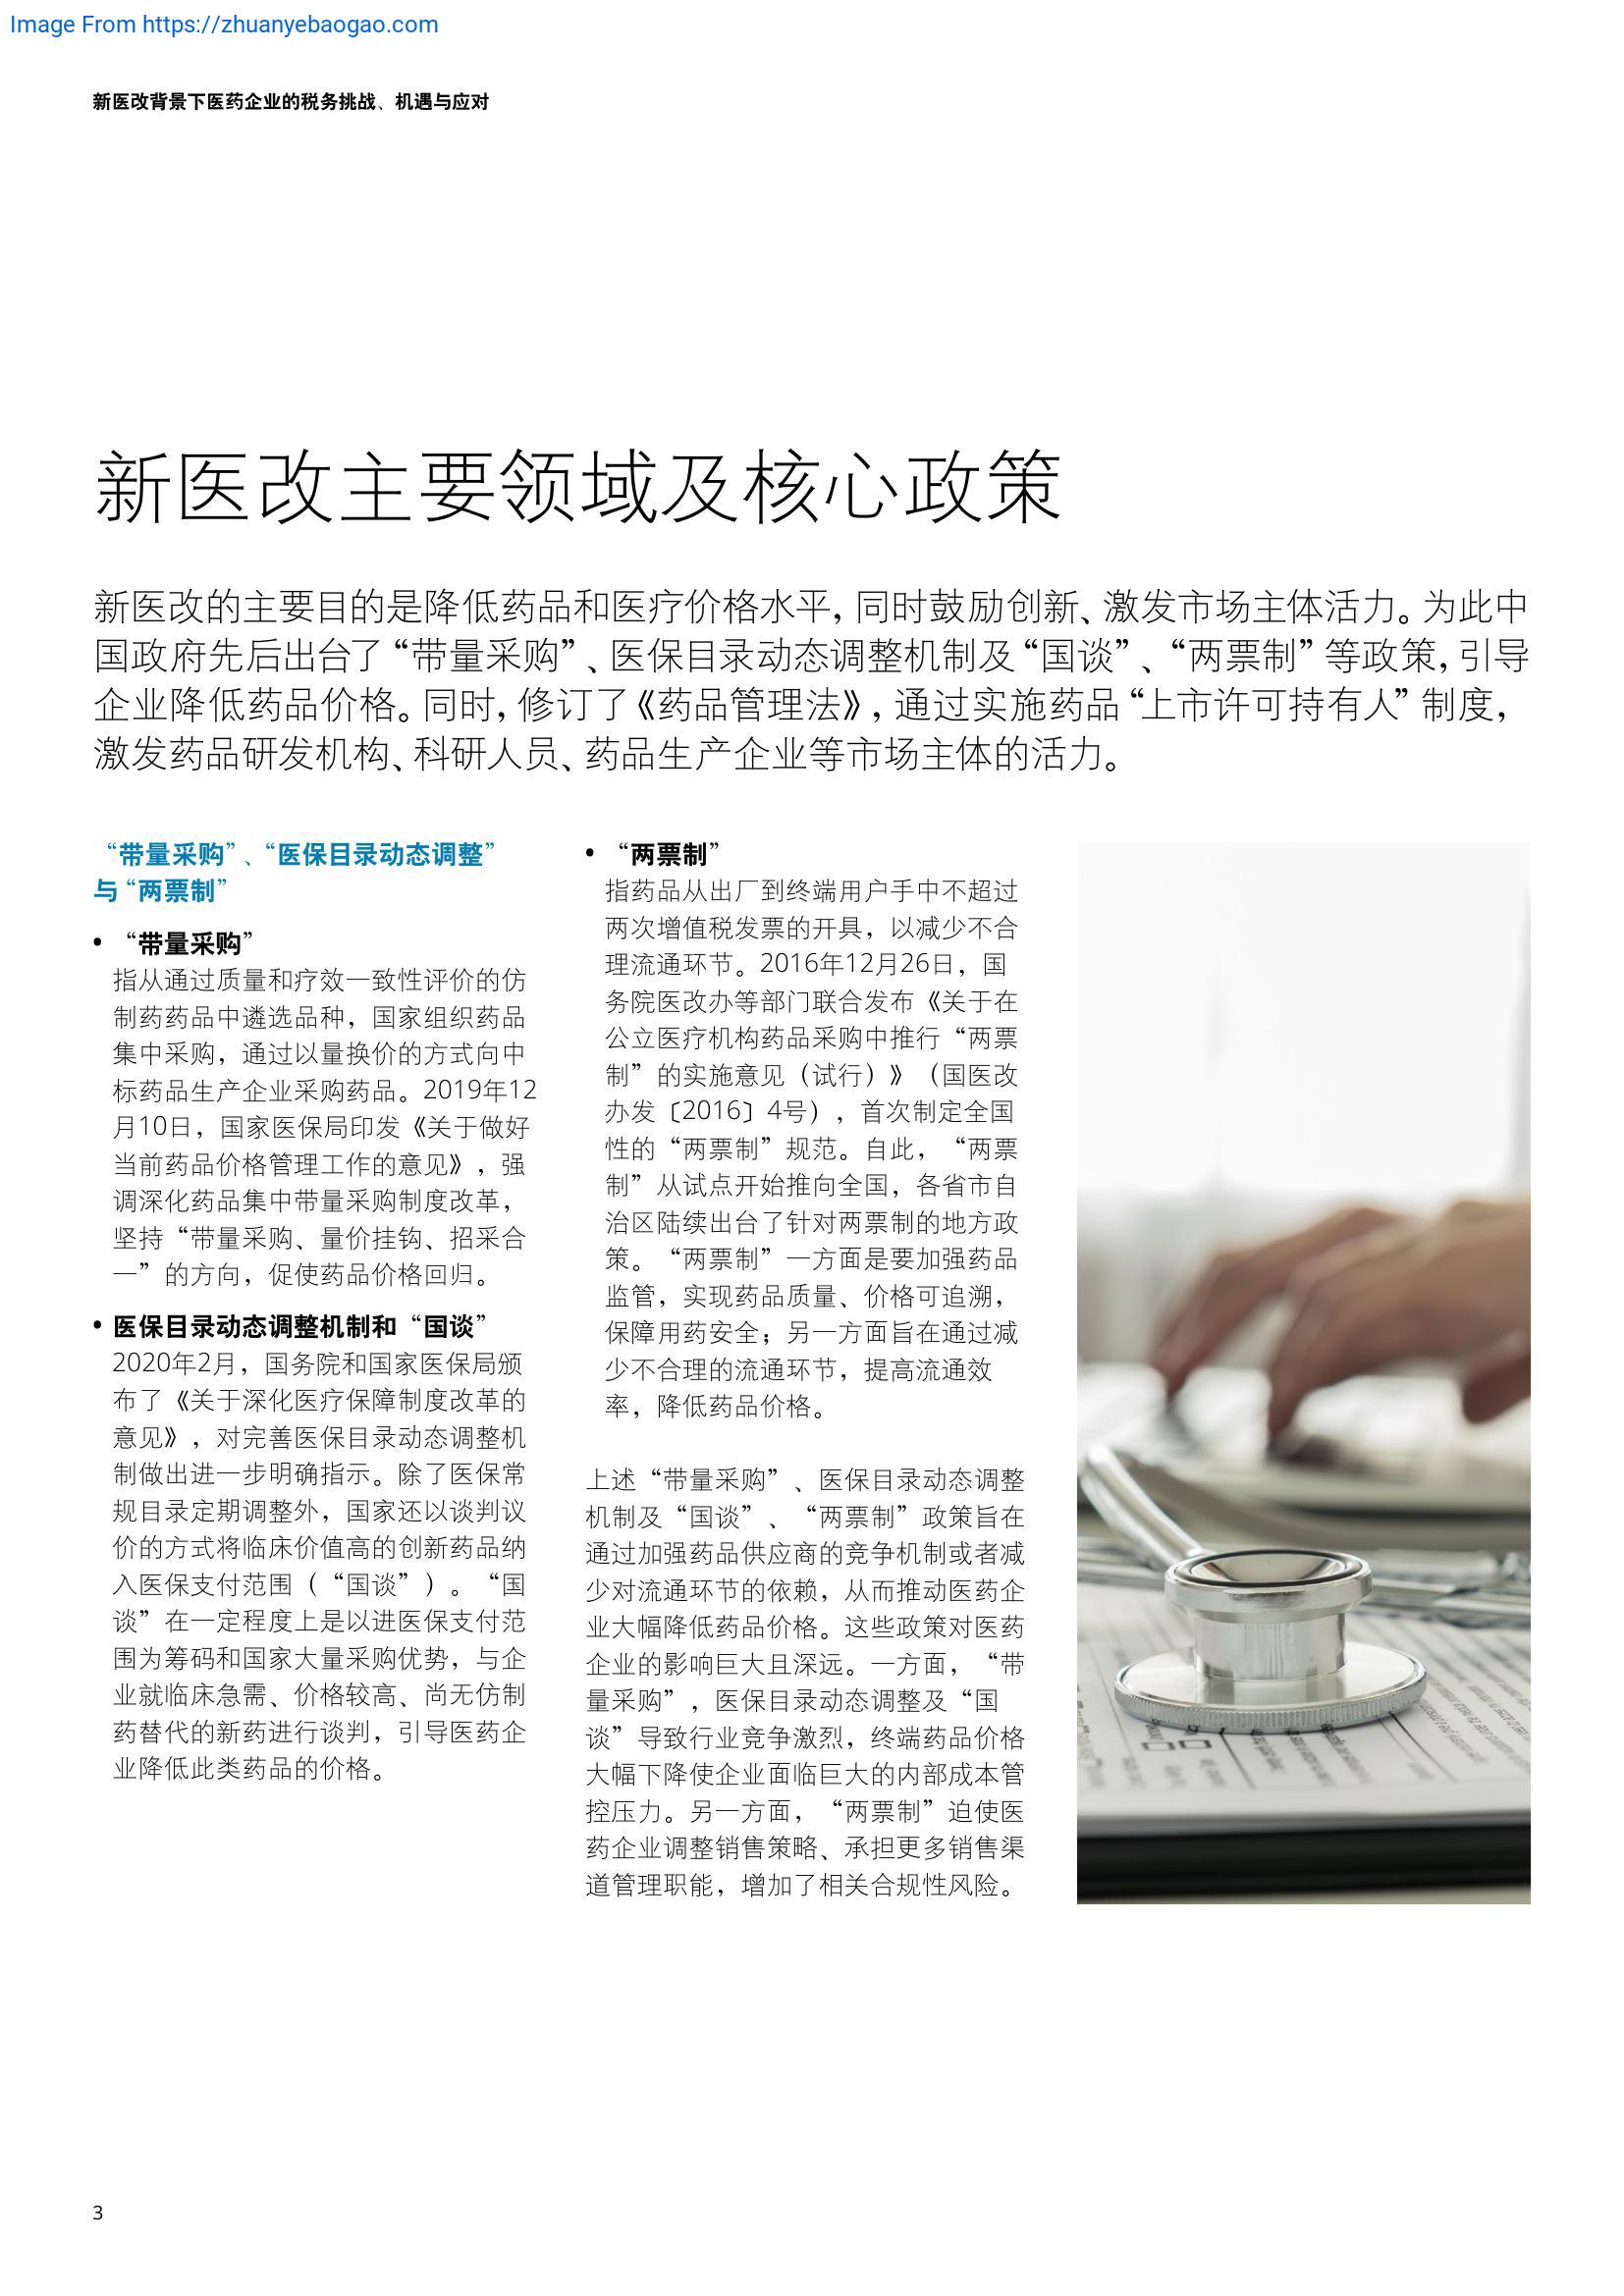 Image From https://zhuanyebaogao.com
新医改背景下医药企业的税务挑战、机遇与应对
新医改主要领域及核心政策
新医改的主要目的是降低药品和医疗价格水平，同时鼓励创新、激发市场主体活力。为此中
国政府先后出台了“带量采购”、医保目录动态调整机制及“国谈”、“两票制”等政策，引导
企业降低药品价格。同时，修订了《药品管理法》，通过实施药品“上市许可持有人”制度，
激发药品研发机构、科研人员、药品生产企业等市场主体的活力。
“带量采购”、“医保目录动态调整”
与“两票制”
• “带量采购”
指从通过质量和疗效一致性评价的仿
制药药品中遴选品种，国家组织药品
集中采购，通过以量换价的方式向中
标药品生产企业采购药品。2019年12
月10日，国家医保局印发《关于做好
当前药品价格管理工作的意见》，强
调深化药品集中带量采购制度改革，
坚持“带量采购、量价挂钩、招采合
一”的方向，促使药品价格回归。
• 医保目录动态调整机制和“国谈”
2020年2月，国务院和国家医保局颁
布了《关于深化医疗保障制度改革的
意见》，对完善医保目录动态调整机
制做出进一步明确指示。除了医保常
规目录定期调整外，国家还以谈判议
价的方式将临床价值高的创新药品纳
入医保支付范围（“国谈”）。“国
谈”在一定程度上是以进医保支付范
围为筹码和国家大量采购优势，与企
业就临床急需、价格较高、尚无仿制
药替代的新药进行谈判，引导医药企
业降低此类药品的价格。
• “两票制”
指药品从出厂到终端用户手中不超过
两次增值税发票的开具，以减少不合
理流通环节。2016年12月26日，国
务院医改办等部门联合发布《关于在
公立医疗机构药品采购中推行“两票
制”的实施意见（试行）》（国医改
办发〔2016〕4号），首次制定全国
性的“两票制”规范。自此，“两票
制”从试点开始推向全国，各省市自
治区陆续出台了针对两票制的地方政
策。“两票制”一方面是要加强药品
监管，实现药品质量、价格可追溯，
保障用药安全；另一方面旨在通过减
少不合理的流通环节，提高流通效
率，降低药品价格。
上述“带量采购”、医保目录动态调整
机制及“国谈”、“两票制”政策旨在
通过加强药品供应商的竞争机制或者减
少对流通环节的依赖，从而推动医药企
业大幅降低药品价格。这些政策对医药
企业的影响巨大且深远。一方面，“带
量采购”，医保目录动态调整及“国
谈”导致行业竞争激烈，终端药品价格
大幅下降使企业面临巨大的内部成本管
控压力。另一方面，“两票制”迫使医
药企业调整销售策略、承担更多销售渠
道管理职能，增加了相关合规性风险。
3